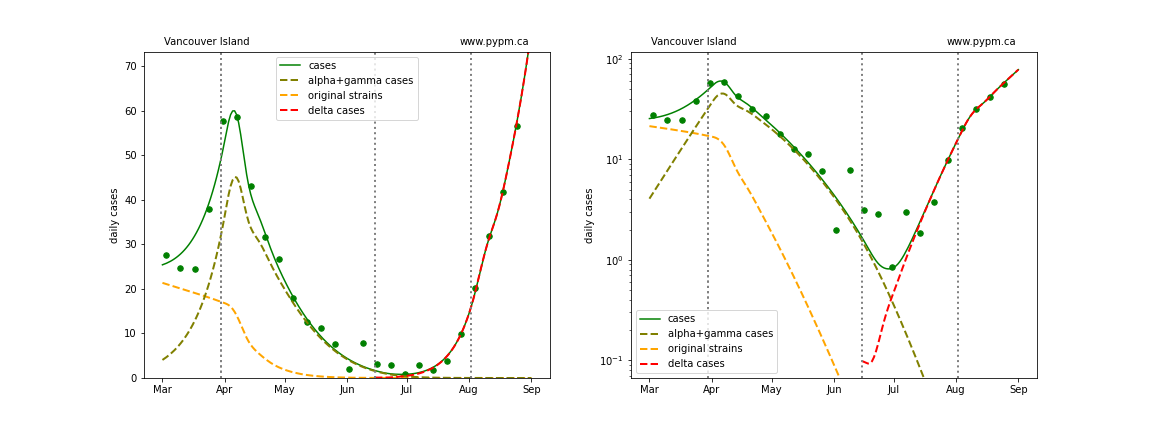 Vancouver Island
www.pypm.ca
daily cases
70
60
50
40
30
20
10
0
Mar
Apr
May
Jun
Jul
Aug
Sep
cases
alpha+gamma cases
original strains
delta cases
Vancouver Island
www.pypm.ca
daily cases
10²
10¹
10⁰
10⁻¹
Mar
Apr
May
Jun
Jul
Aug
Sep
cases
alpha+gamma cases
original strains
delta cases